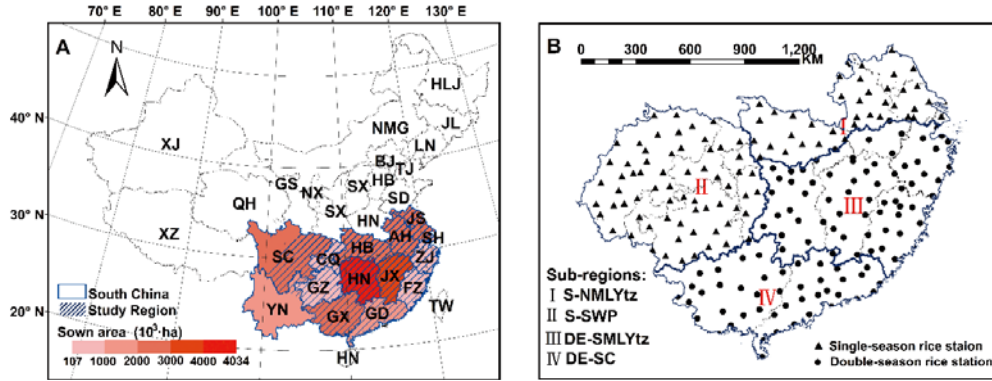 70° E 80° E 90° E 100° E 110° E 120° E 130° E
A
N
HLJ
JL
NMG
LN
XJ
BJ
TJ
GS
NX
SX
HB
SD
QH
SX
HN
40° N
30° N
20° N
XZ
JS
AH
SH
HB
SC
CQ
ZJ
HN
JX
GZ
FZ
YN
GX
GD
TW
HN
South China
Study Region
Sown area (10³·ha)
107 1000 2000 3000 4000 4034
B
0 300 600 900 1,200
KM
I
II
III
IV
Sub-regions:
I S-NMLYtz
II S-SWP
III DE-SMLYtz
IV DE-SC
Single-season rice staion
Double-season rice station